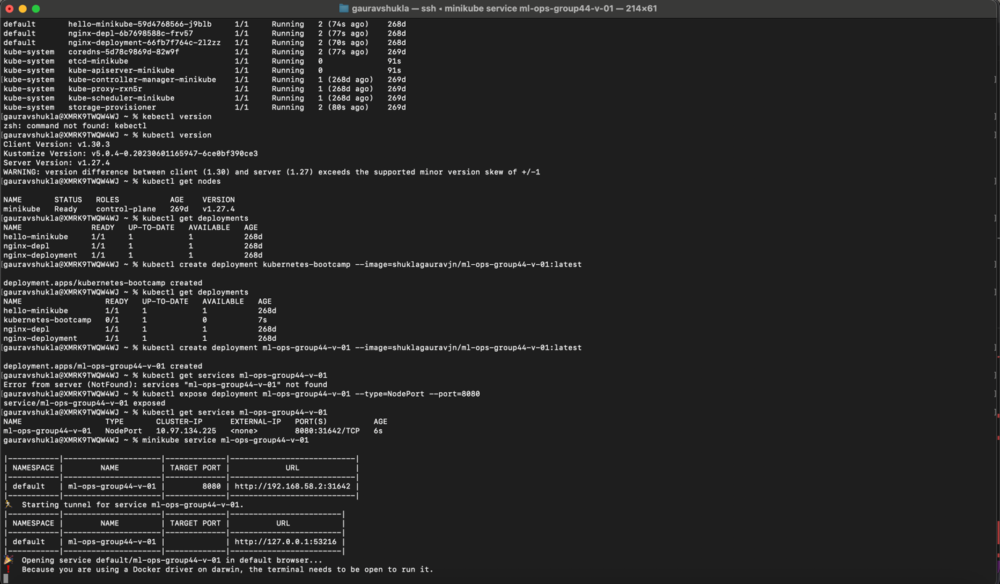 gauravshukla — ssh ◂ minikube service ml-ops-group44-v-01 — 214×61
default       hello-minikube-59d4768566-j9blb     1/1     Running   2 (74s ago)    268d
default       nginx-depl-6b7698588c-frv57         1/1     Running   2 (77s ago)    268d
default       nginx-deployment-66fb7f764c-2l2zz   1/1     Running   2 (70s ago)    268d
kube-system   coredns-5d78c9869d-82w9f            1/1     Running   2 (77s ago)    269d
kube-system   etcd-minikube                       1/1     Running   0              91s
kube-system   kube-apiserver-minikube             1/1     Running   0              91s
kube-system   kube-controller-manager-minikube    1/1     Running   1 (268d ago)   269d
kube-system   kube-proxy-rxn5r                    1/1     Running   1 (268d ago)   269d
kube-system   kube-scheduler-minikube             1/1     Running   1 (268d ago)   269d
kube-system   storage-provisioner                 1/1     Running   2 (80s ago)    269d
gauravshukla@XMRK9TWQW4WJ ~ % kebectl version
zsh: command not found: kebectl
gauravshukla@XMRK9TWQW4WJ ~ % kubectl version
Client Version: v1.30.3
Kustomize Version: v5.0.4-0.20230601165947-6ce0bf390ce3
Server Version: v1.27.4
WARNING: version difference between client (1.30) and server (1.27) exceeds the supported minor version skew of +/-1
gauravshukla@XMRK9TWQW4WJ ~ % kubectl get nodes
NAME       STATUS   ROLES           AGE    VERSION
minikube   Ready    control-plane   269d   v1.27.4
gauravshukla@XMRK9TWQW4WJ ~ % kubectl get deployments
NAME               READY   UP-TO-DATE   AVAILABLE   AGE
hello-minikube     1/1     1            1           268d
nginx-depl         1/1     1            1           268d
nginx-deployment   1/1     1            1           268d
gauravshukla@XMRK9TWQW4WJ ~ % kubectl create deployment kubernetes-bootcamp --image=shuklagauravjn/ml-ops-group44-v-01:latest
deployment.apps/kubernetes-bootcamp created
gauravshukla@XMRK9TWQW4WJ ~ % kubectl get deployments
NAME                  READY   UP-TO-DATE   AVAILABLE   AGE
hello-minikube        1/1     1            1           268d
kubernetes-bootcamp   0/1     1            0           7s
nginx-depl            1/1     1            1           268d
nginx-deployment      1/1     1            1           268d
gauravshukla@XMRK9TWQW4WJ ~ % kubectl create deployment ml-ops-group44-v-01 --image=shuklagauravjn/ml-ops-group44-v-01:latest
deployment.apps/ml-ops-group44-v-01 created
gauravshukla@XMRK9TWQW4WJ ~ % kubectl get services ml-ops-group44-v-01
Error from server (NotFound): services "ml-ops-group44-v-01" not found
gauravshukla@XMRK9TWQW4WJ ~ % kubectl expose deployment ml-ops-group44-v-01 --type=NodePort --port=8080
service/ml-ops-group44-v-01 exposed
gauravshukla@XMRK9TWQW4WJ ~ % kubectl get services ml-ops-group44-v-01
NAME                  TYPE       CLUSTER-IP      EXTERNAL-IP   PORT(S)          AGE
ml-ops-group44-v-01   NodePort   10.97.134.225   <none>        8080:31642/TCP   6s
gauravshukla@XMRK9TWQW4WJ ~ % minikube service ml-ops-group44-v-01
|-----------|---------------------|-------------|---------------------------|
| NAMESPACE |        NAME         | TARGET PORT |            URL            |
|-----------|---------------------|-------------|---------------------------|
| default   | ml-ops-group44-v-01 |        8080 | http://192.168.58.2:31642 |
|-----------|---------------------|-------------|---------------------------|
🏃  Starting tunnel for service ml-ops-group44-v-01.
|-----------|---------------------|-------------|------------------------|
| NAMESPACE |        NAME         | TARGET PORT |          URL           |
|-----------|---------------------|-------------|------------------------|
| default   | ml-ops-group44-v-01 |             | http://127.0.0.1:53216 |
|-----------|---------------------|-------------|------------------------|
🎉  Opening service default/ml-ops-group44-v-01 in default browser...
❗  Because you are using a Docker driver on darwin, the terminal needs to be open to run it.